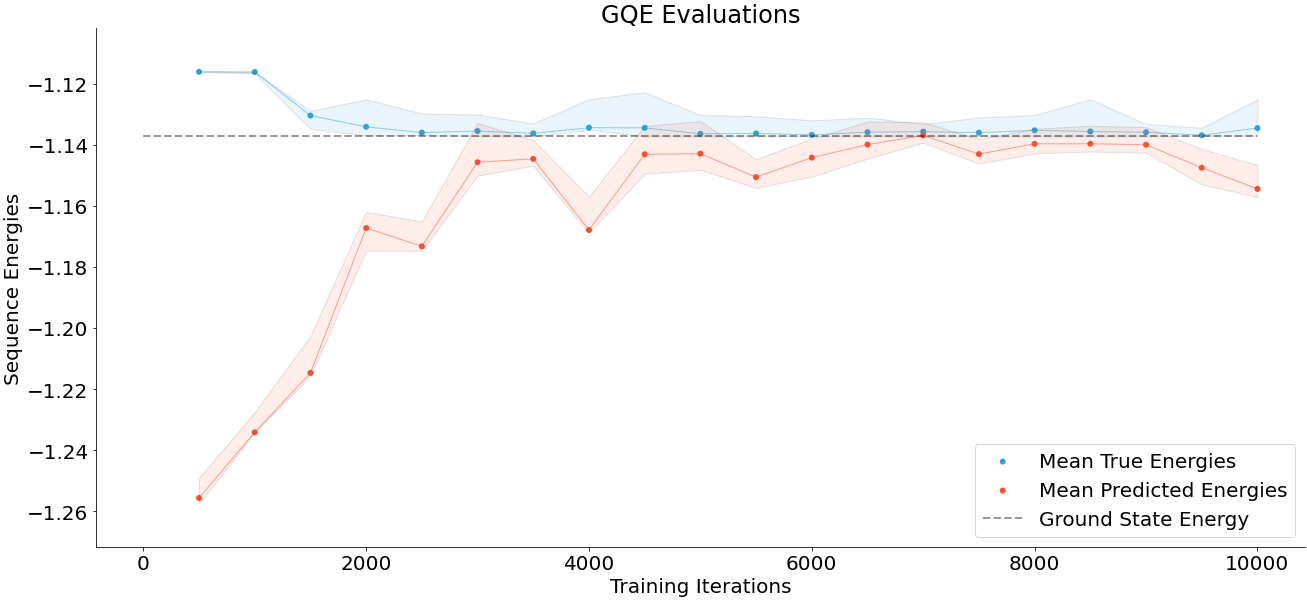 GQE Evaluations
Sequence Energies
−1.12
−1.14
−1.16
−1.18
−1.20
−1.22
−1.24
−1.26
0 2000 4000 6000 8000 10000
Training Iterations
Mean True Energies
Mean Predicted Energies
Ground State Energy